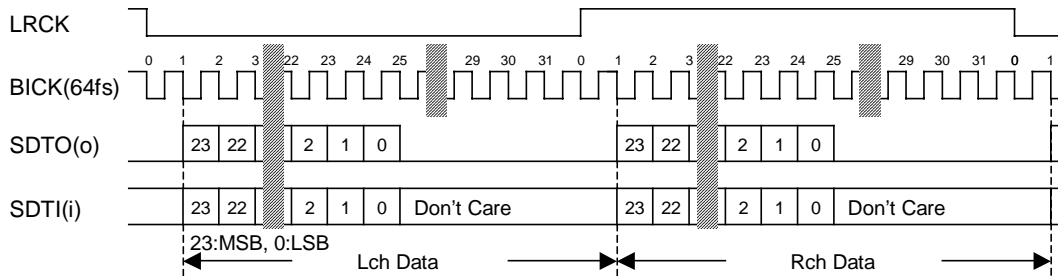 LRCK
0 1 2 3 22 23 24 25 29 30 31 0 1 2 3 22 23 24 25 29 30 31 0 1
BICK(64fs)
SDTO(o) 23 22 2 1 0 23 22 2 1 0
SDTI(i) 23 22 2 1 0 Don't Care 23 22 2 1 0 Don't Care
23:MSB, 0:LSB
Lch Data Rch Data